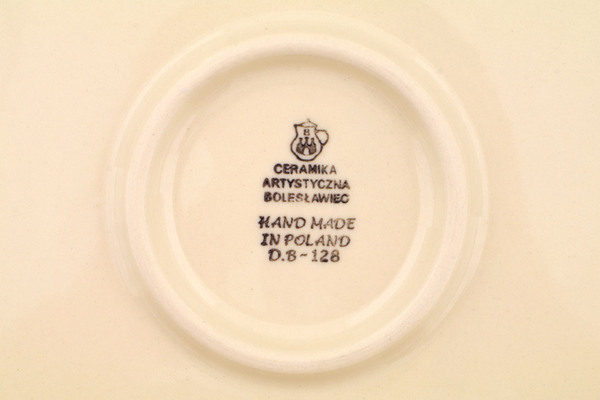 B
CERAMIKA
ARTYSTYCZNA
BOLESŁAWIEC
HAND MADE
IN POLAND
D.B-128